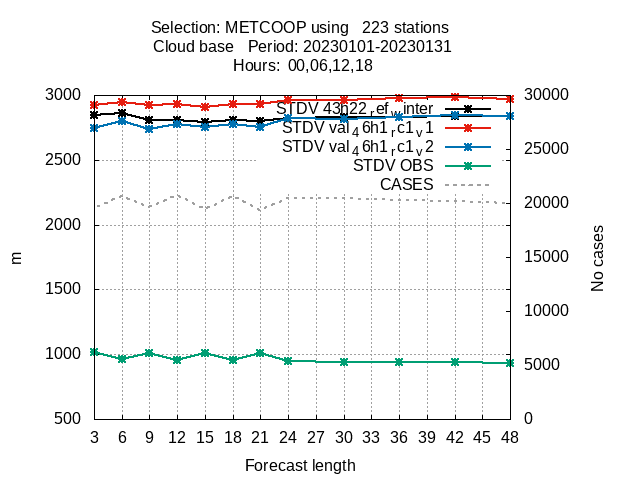 Selection: METCOOP using 223 stations
Cloud base Period: 20230101-20230131
Hours: 00,06,12,18
3000 30000
STDV 43h22_ref_winter
STDV val_46h1_rc1_v1
STDV val_46h1_rc1_v2
STDV OBS
CASES
2500 25000
2000 20000
1500 15000
1000 10000
500 5000
0
m
No cases
3 6 9 12 15 18 21 24 27 30 33 36 39 42 45 48
Forecast length